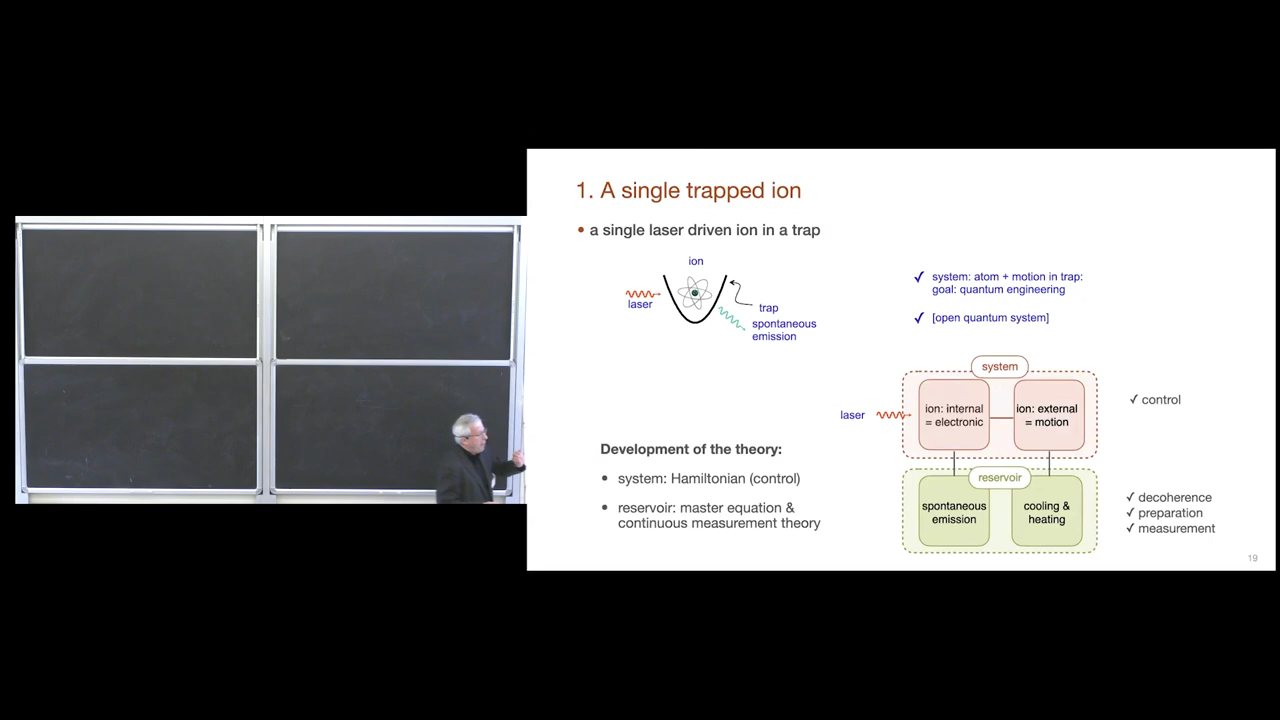 1. A single trapped ion
• a single laser driven ion in a trap
ion
laser
trap
spontaneous
emission
✓ system: atom + motion in trap:
goal: quantum engineering
✓ [open quantum system]
system
laser
ion: internal
= electronic
ion: external
= motion
✓ control
reservoir
spontaneous
emission
cooling &
heating
✓ decoherence
✓ preparation
✓ measurement
Development of the theory:
• system: Hamiltonian (control)
• reservoir: master equation &
continuous measurement theory
19